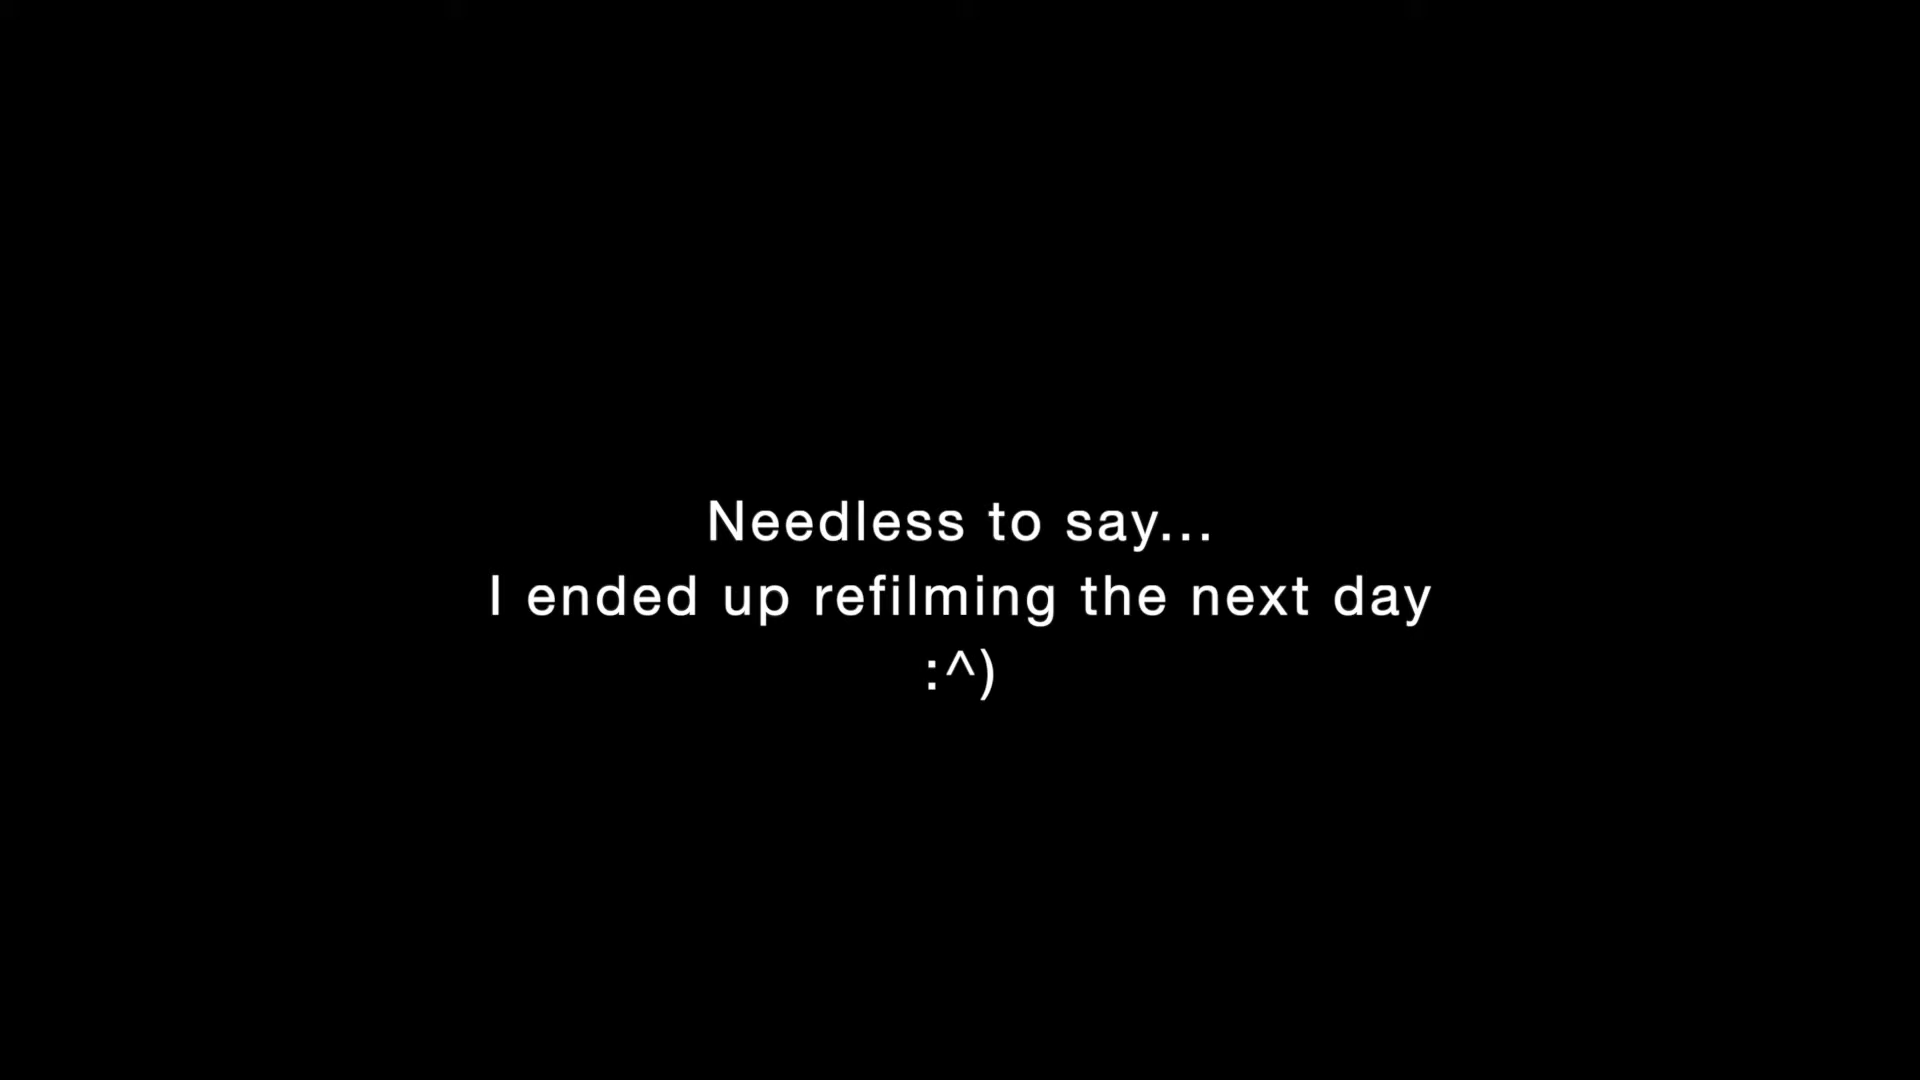 Needless to say...
I ended up refilming the next day
:^)